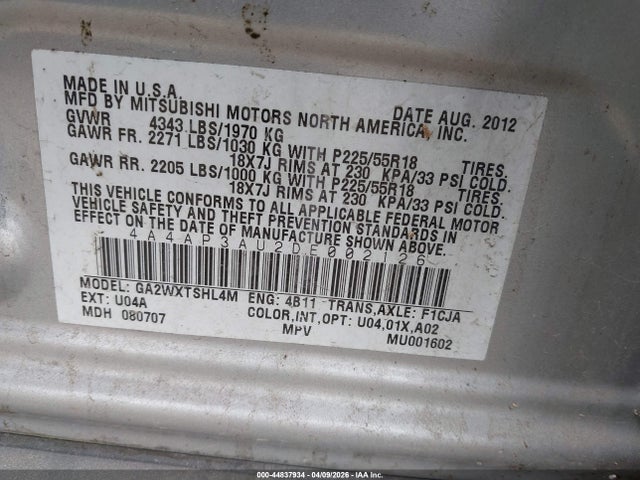 MADE IN U.S.A. DATE AUG. 2012
MFD BY MITSUBISHI MOTORS NORTH AMERICA, INC.
GVWR 4343 LBS/1970 KG
GAWR FR. 2271 LBS/1030 KG WITH P225/55R18 TIRES,
18X7J RIMS AT 230 KPA/33 PSI COLD.
GAWR RR. 2205 LBS/1000 KG WITH P225/55R18 TIRES,
18X7J RIMS AT 230 KPA/33 PSI COLD.
THIS VEHICLE CONFORMS TO ALL APPLICABLE FEDERAL MOTOR
VEHICLE SAFETY AND THEFT PREVENTION STANDARDS IN
EFFECT ON THE DATE OF MANUFACTURE SHOWN ABOVE.
4A4AP3AU2DE002126
MODEL: GA2WXTSHL4M ENG: 4B11 TRANS,AXLE: F1CJA
EXT: U04A COLOR,INT,OPT: U04,01X,A02
MDH 080707 MPV MU001602
000-44837934 - 04/09/2026 - IAA Inc.